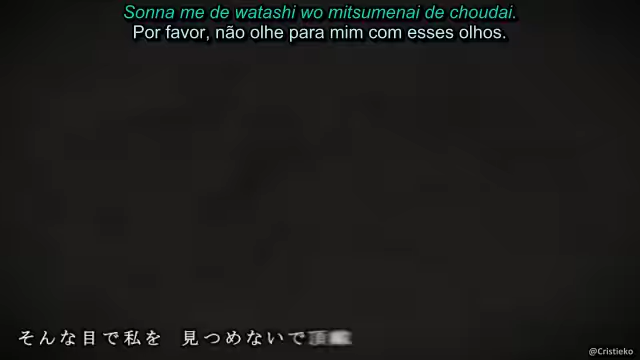 Sonna me de watashi wo mitsumenai de choudai.
Por favor, não olhe para mim com esses olhos.
そんな目で私を 見つめないで頂
@Cristieko